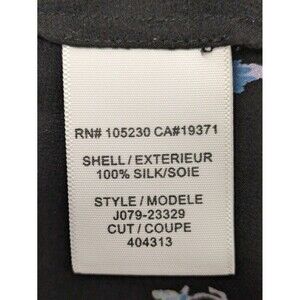 RN# 105230 CA#19371
SHELL / EXTERIEUR
100% SILK/SOIE
STYLE / MODELE
J079-23329
CUT / COUPE
404313